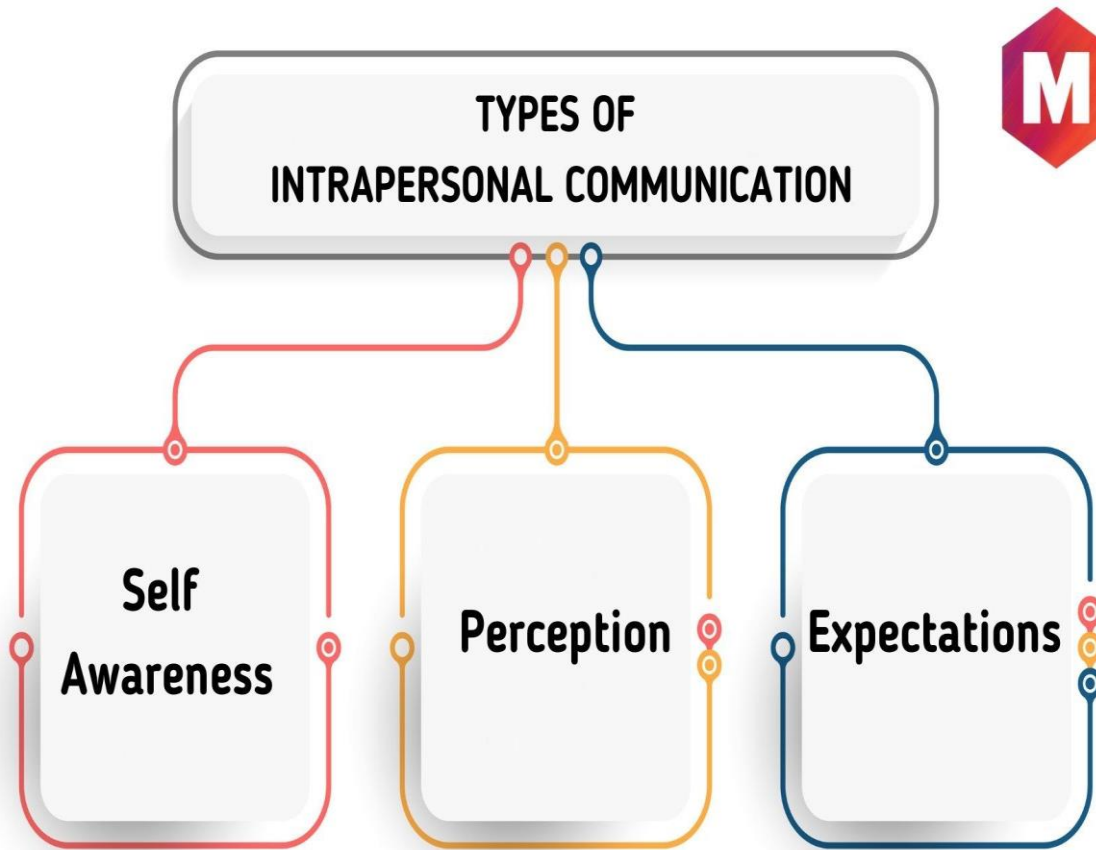 TYPES OF
INTRAPERSONAL COMMUNICATION
M
Self
Awareness
Perception
Expectations